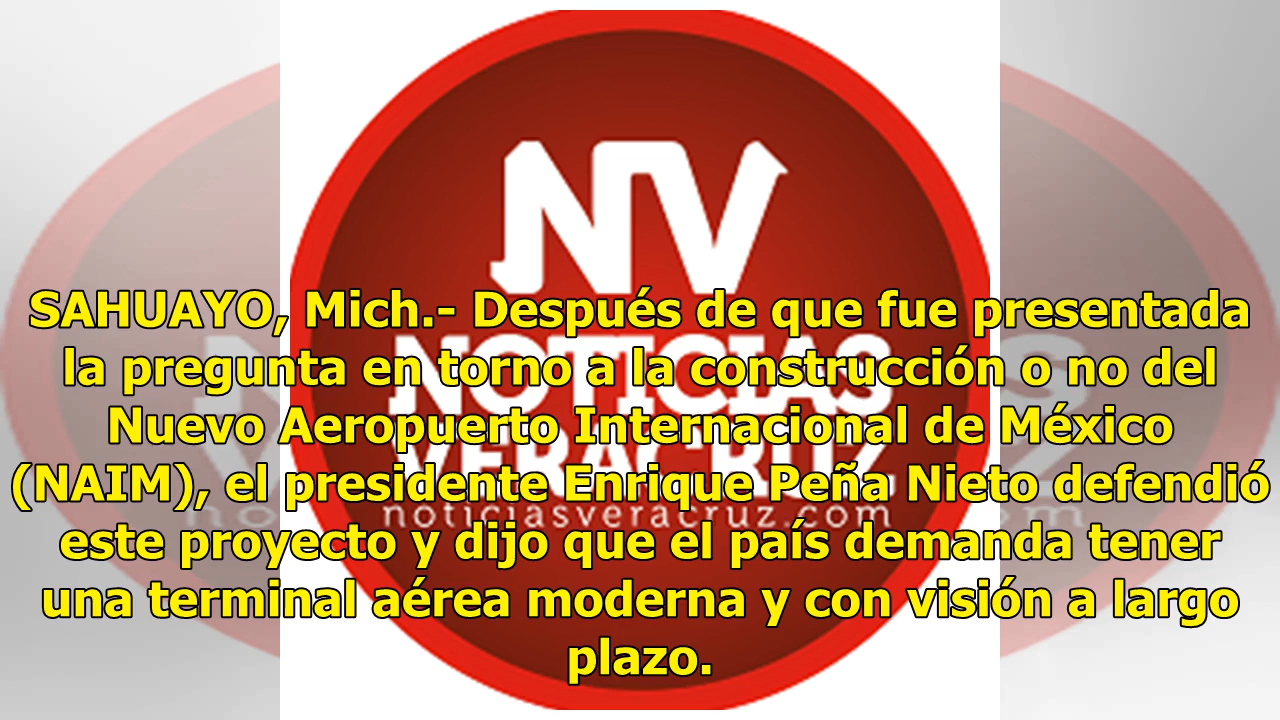 NV
SAHUAYO, Mich.- Después de que fue presentada
la pregunta en torno a la construcción o no del
NOTICIAS
Nuevo Aeropuerto Internacional de México
VERACRUZ
(NAIM), el presidente Enrique Peña Nieto defendió
noticiasveracruz.com
este proyecto y dijo que el país demanda tener
una terminal aérea moderna y con visión a largo
plazo.